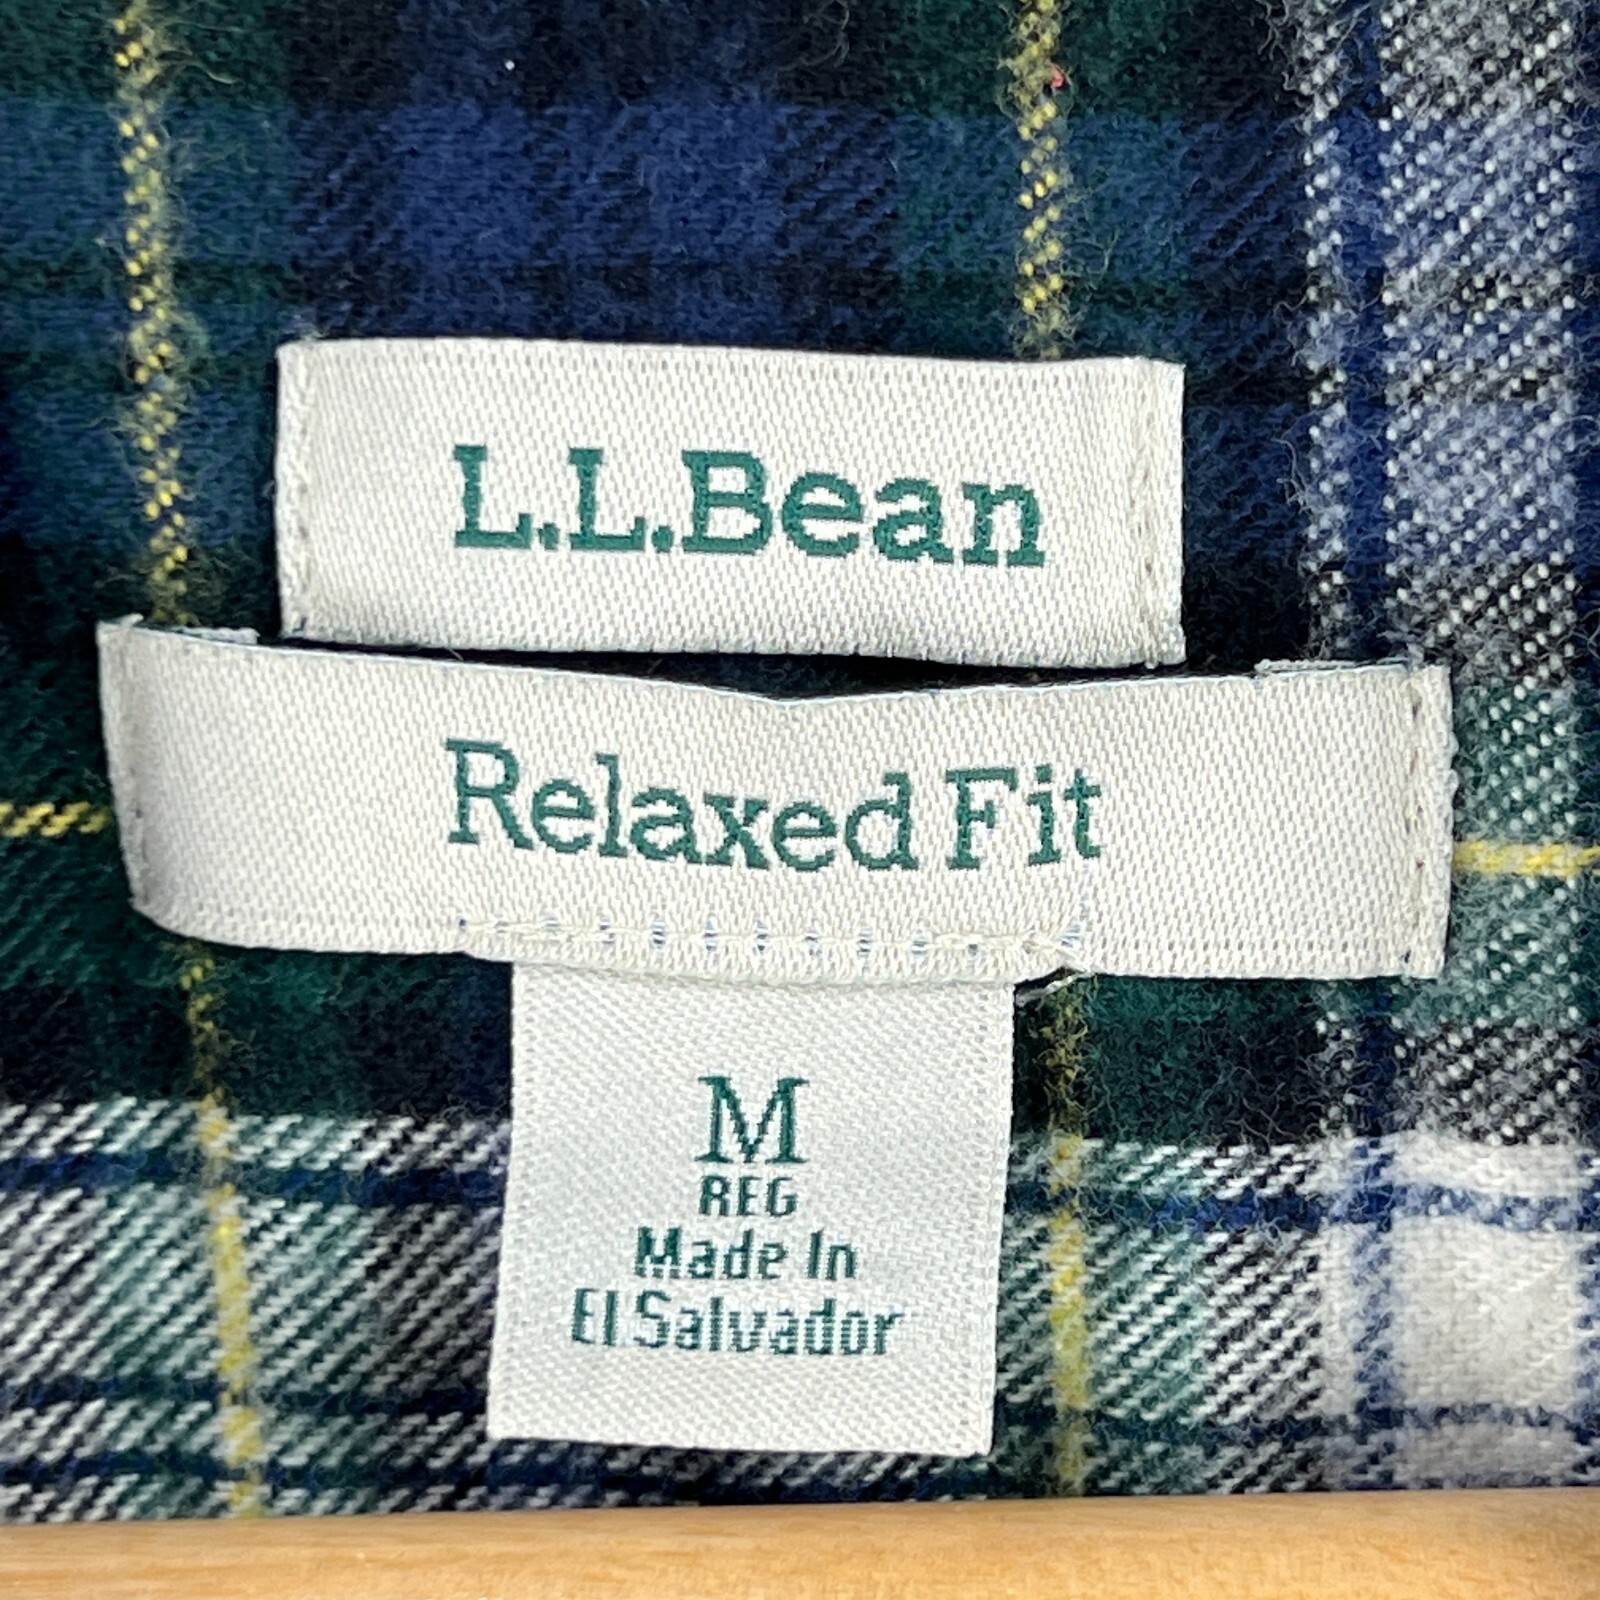 L.L.Bean
Relaxed Fit
M
REG
Made In
El Salvador